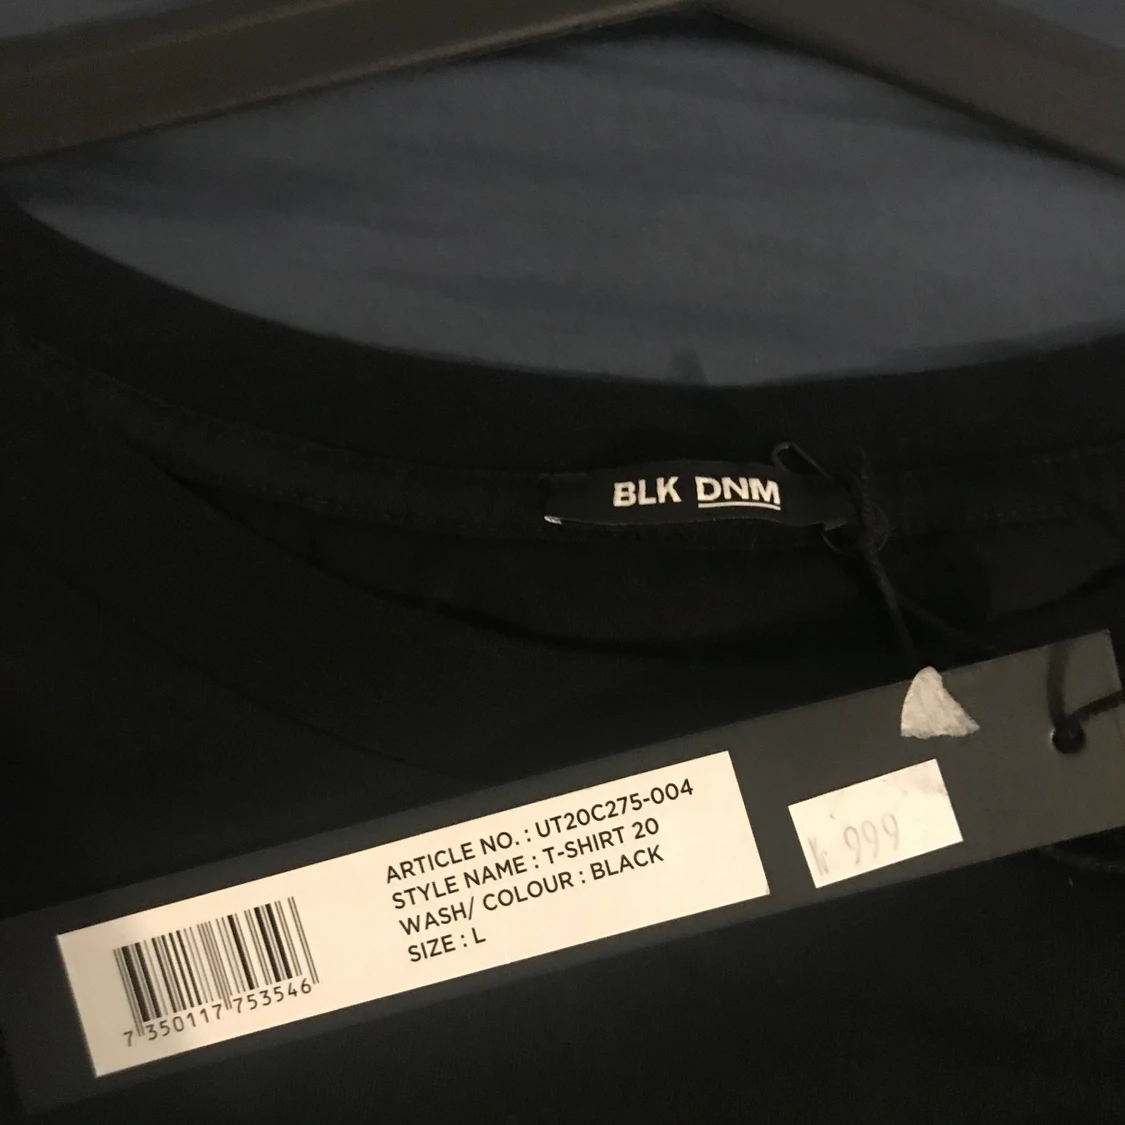 BLK DNM
ARTICLE NO. : UT20C275-004
STYLE NAME : T-SHIRT 20
WASH/ COLOUR : BLACK
SIZE : L
7 350117 753546
Kr 999